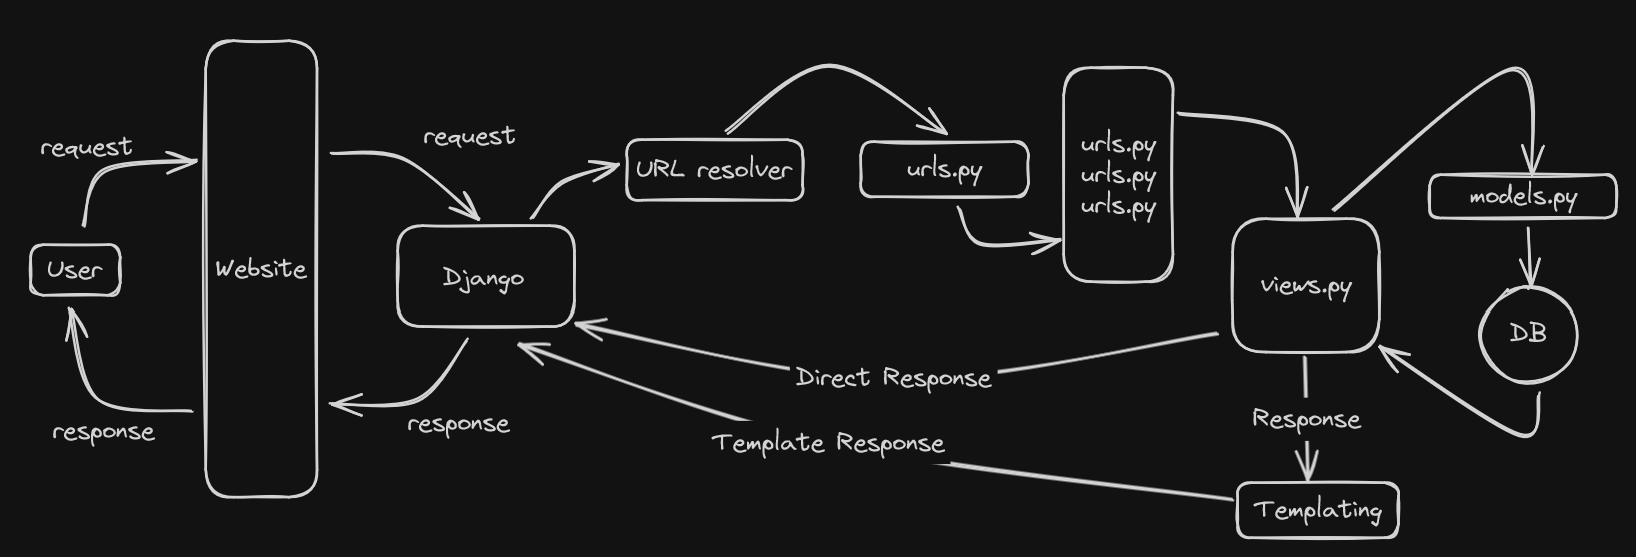 request
request
URL resolver
urls.py
urls.py
urls.py
urls.py
models.py
User
Website
Django
views.py
DB
Direct Response
response
response
Template Response
Response
Templating